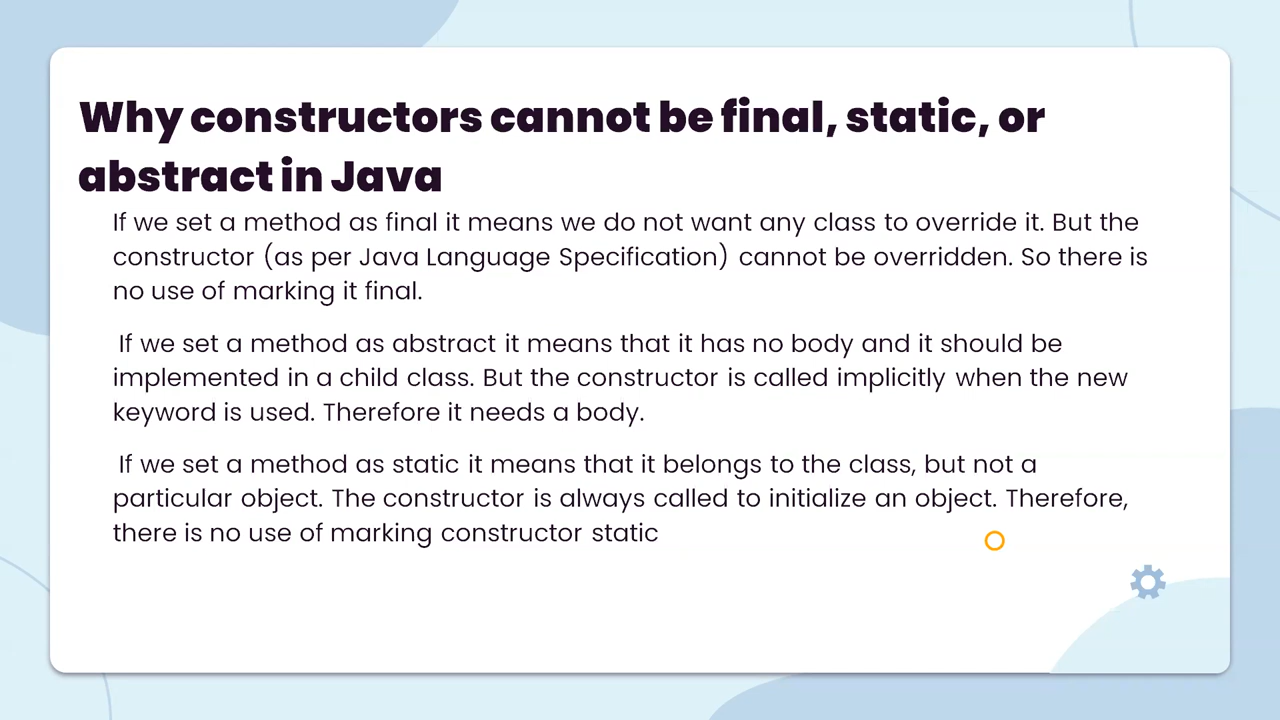 Why constructors cannot be final, static, or
abstract in Java
If we set a method as final it means we do not want any class to override it. But the
constructor (as per Java Language Specification) cannot be overridden. So there is
no use of marking it final.
If we set a method as abstract it means that it has no body and it should be
implemented in a child class. But the constructor is called implicitly when the new
keyword is used. Therefore it needs a body.
If we set a method as static it means that it belongs to the class, but not a
particular object. The constructor is always called to initialize an object. Therefore,
there is no use of marking constructor static